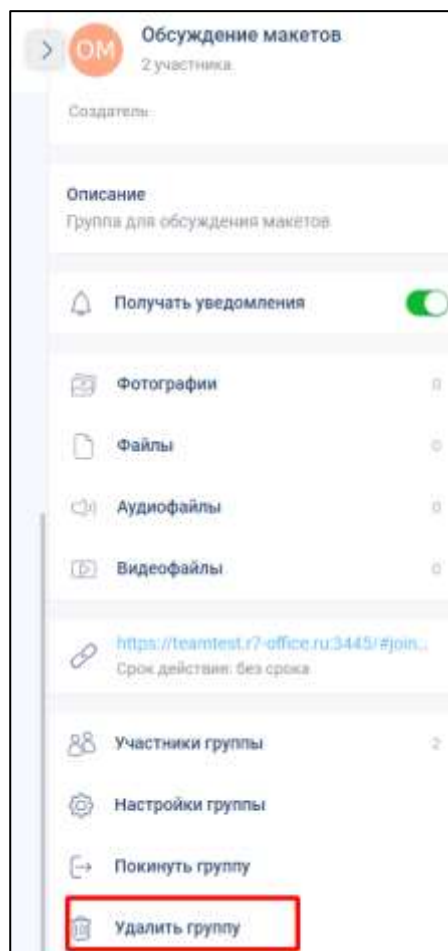 ОМ
Обсуждение макетов
2 участника
Создатель
Описание
Группа для обсуждения макетов
Получать уведомления
Фотографии 0
Файлы 0
Аудиофайлы 0
Видеофайлы 0
https://teamtest.r7-office.ru:3445/#join...
Срок действия: без срока
Участники группы 2
Настройки группы
Покинуть группу
Удалить группу